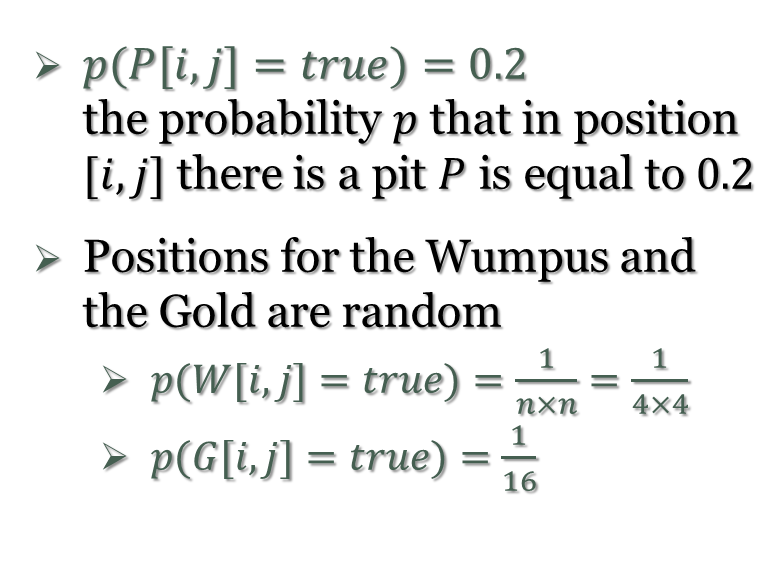 ➢ p(P[i, j] = true) = 0.2
the probability p that in position
[i, j] there is a pit P is equal to 0.2
➢ Positions for the Wumpus and
the Gold are random
➢ p(W[i, j] = true) = 1/(n×n) = 1/(4×4)
➢ p(G[i, j] = true) = 1/16